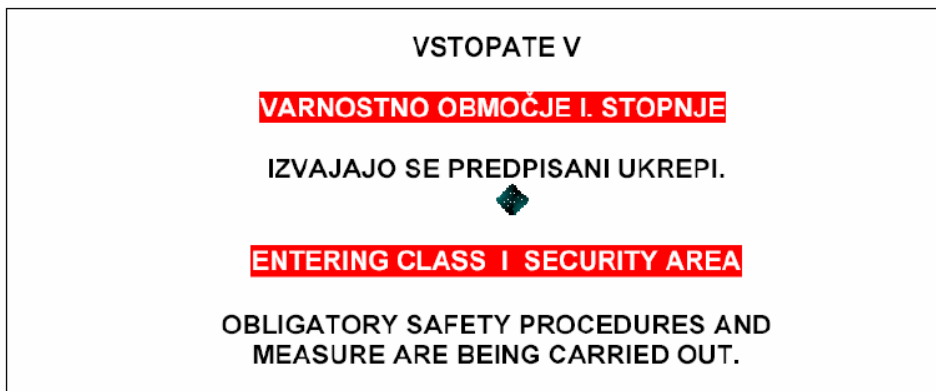 VSTOPATE V
VARNOSTNO OBMOČJE I. STOPNJE
IZVAJAJO SE PREDPISANI UKREPI.
ENTERING CLASS I SECURITY AREA
OBLIGATORY SAFETY PROCEDURES AND
MEASURE ARE BEING CARRIED OUT.